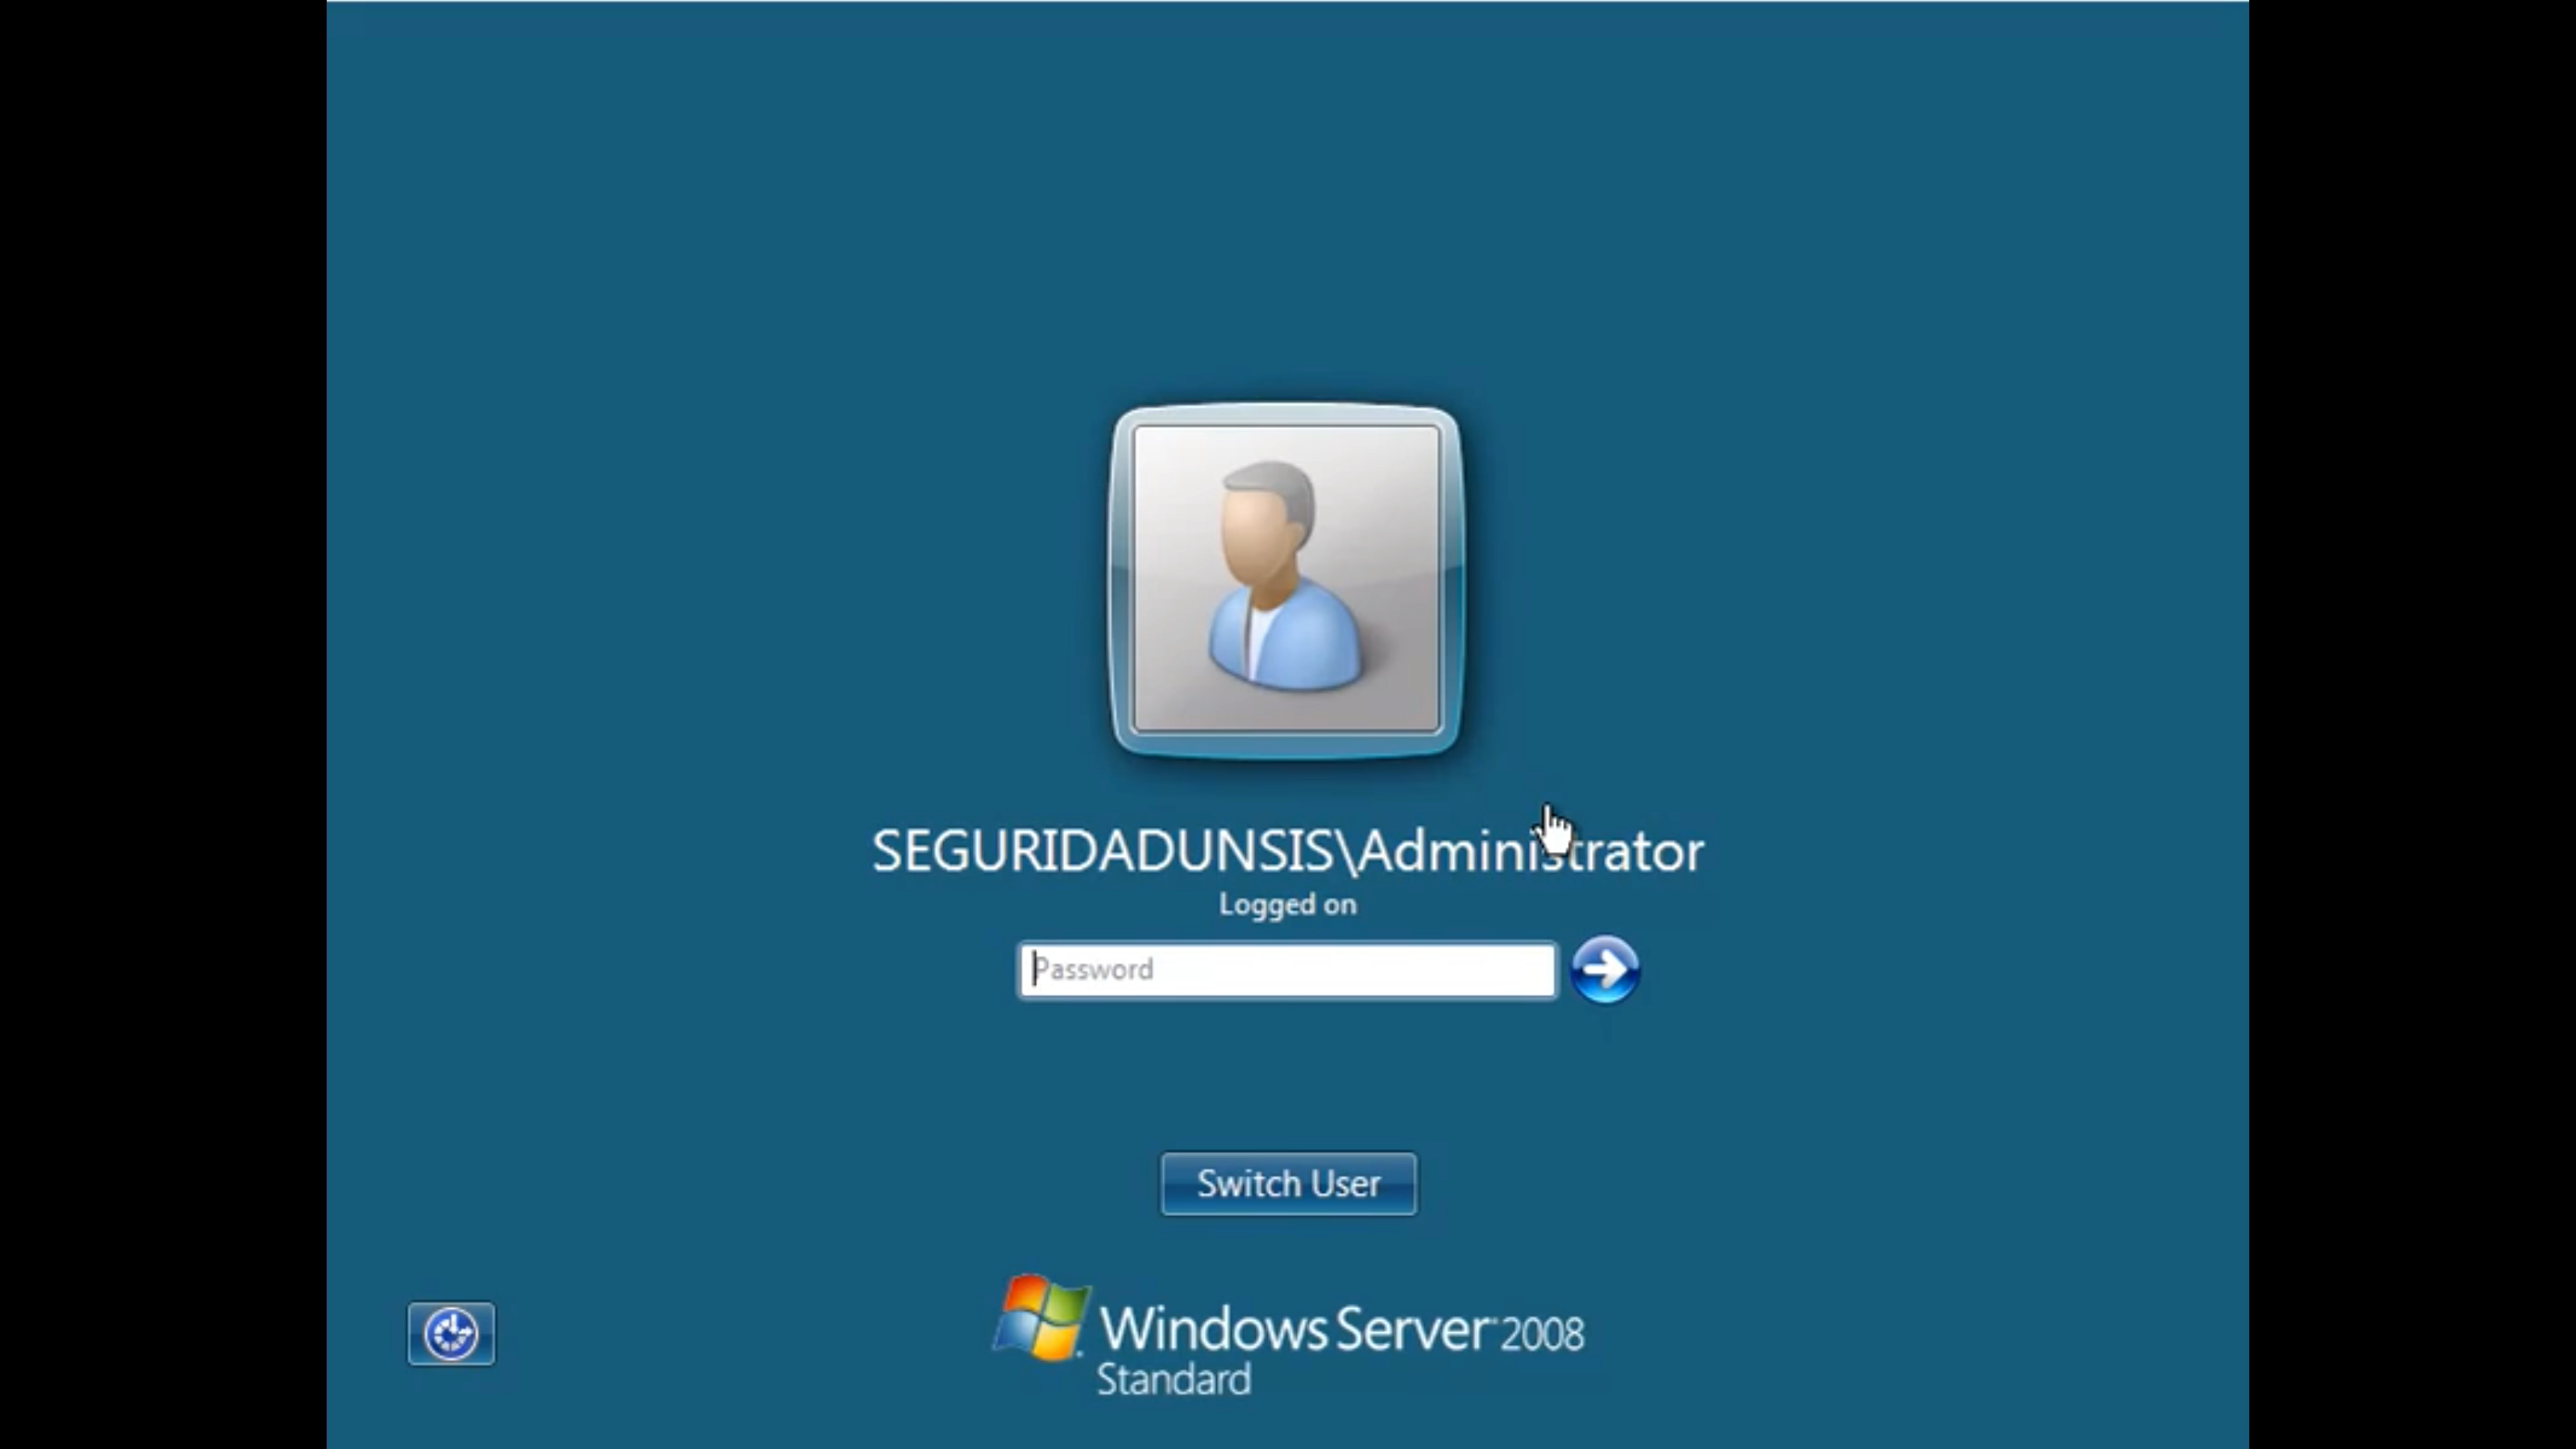 SEGURIDADUNSIS\Administrator
Logged on
Password
Switch User
Windows Server 2008
Standard